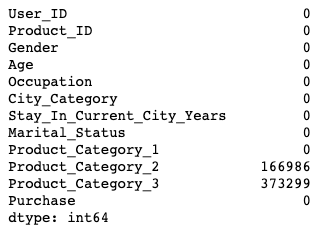 User_ID 0
Product_ID 0
Gender 0
Age 0
Occupation 0
City_Category 0
Stay_In_Current_City_Years 0
Marital_Status 0
Product_Category_1 0
Product_Category_2 166986
Product_Category_3 373299
Purchase 0
dtype: int64